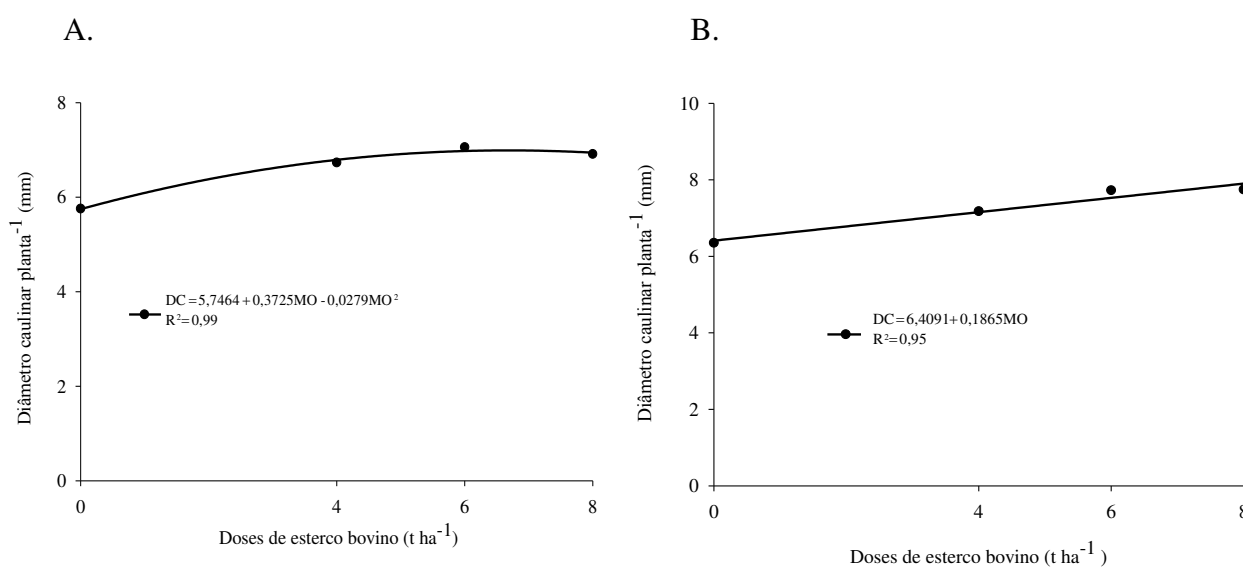 A.
8
6
4
2
0
0
4
6
8
Diâmetro caulinar planta⁻¹ (mm)
DC=5,7464+0,3725MO-0,0279MO²
R²=0,99
Doses de esterco bovino (t ha⁻¹)
B.
10
8
6
4
2
0
0
4
6
8
Diâmetro caulinar planta⁻¹ (mm)
DC=6,4091+0,1865MO
R²=0,95
Doses de esterco bovino (t ha⁻¹ )